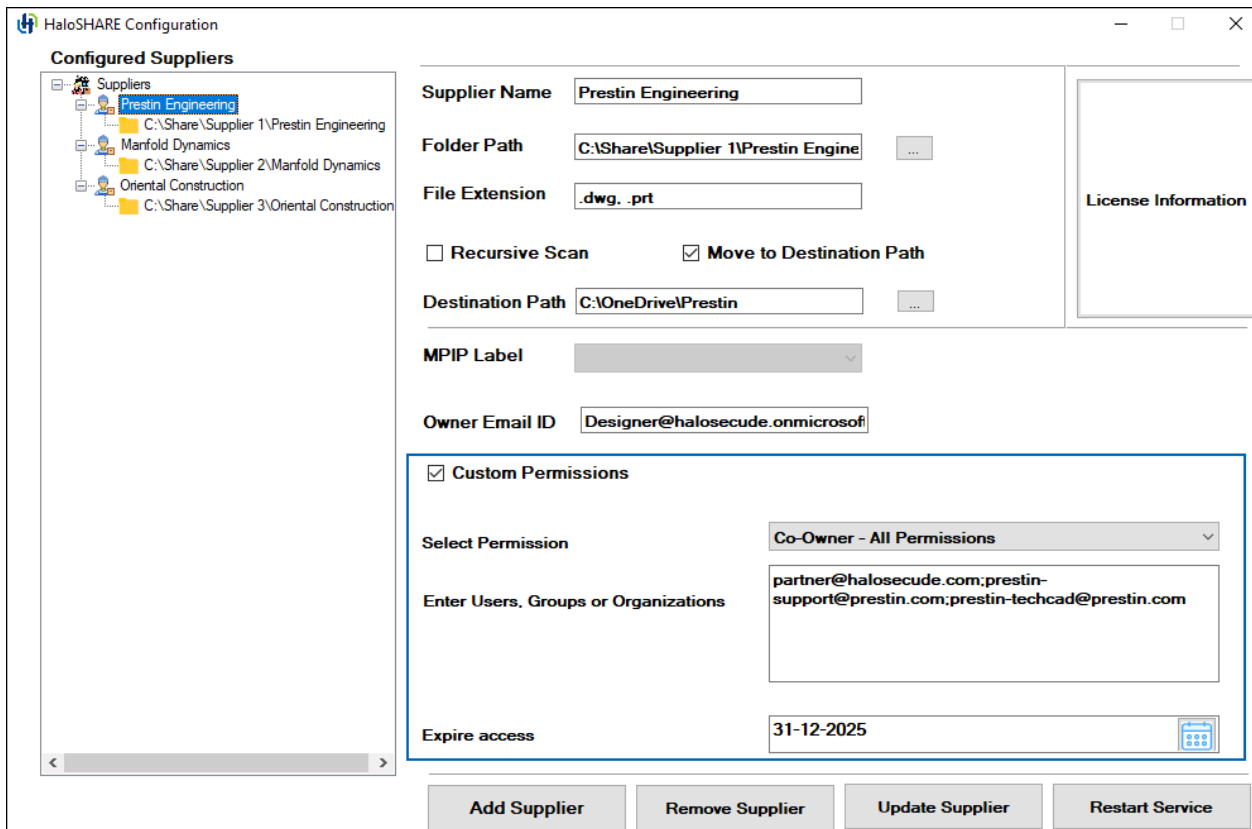 HaloSHARE Configuration
Configured Suppliers
Suppliers
Prestin Engineering
C:\Share\Supplier 1\Prestin Engineering
Manfold Dynamics
C:\Share\Supplier 2\Manfold Dynamics
Oriental Construction
C:\Share\Supplier 3\Oriental Construction
Supplier Name
Prestin Engineering
Folder Path
C:\Share\Supplier 1\Prestin Engine
...
File Extension
.dwg, .prt
Recursive Scan
Move to Destination Path
Destination Path
C:\OneDrive\Prestin
...
License Information
MPIP Label
Owner Email ID
Designer@halosecude.onmicrosoft
Custom Permissions
Select Permission
Co-Owner - All Permissions
Enter Users, Groups or Organizations
partner@halosecude.com;prestin-
support@prestin.com;prestin-techcad@prestin.com
Expire access
31-12-2025
Add Supplier
Remove Supplier
Update Supplier
Restart Service